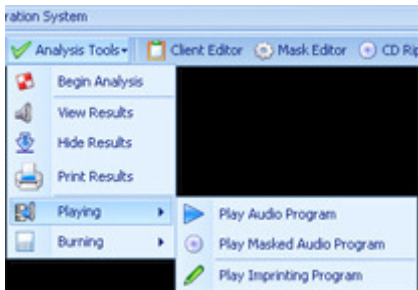 ration System
Analysis Tools Client Editor Mask Editor CD Rip
Begin Analysis
View Results
Hide Results
Print Results
Playing
Burning
Play Audio Program
Play Masked Audio Program
Play Imprinting Program